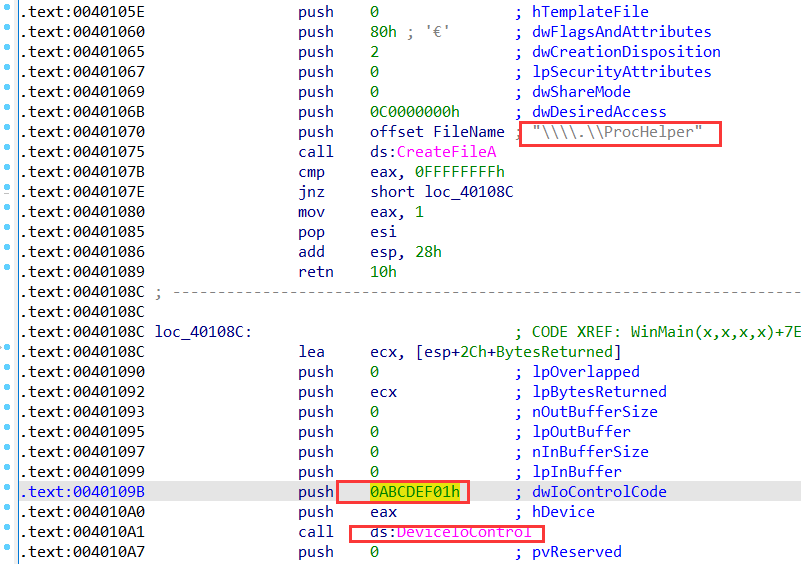 .text:0040105E push 0 ; hTemplateFile
.text:00401060 push 80h ; '€' ; dwFlagsAndAttributes
.text:00401065 push 2 ; dwCreationDisposition
.text:00401067 push 0 ; lpSecurityAttributes
.text:00401069 push 0 ; dwShareMode
.text:0040106B push 0C0000000h ; dwDesiredAccess
.text:00401070 push offset FileName ; "\\\\.\\ProcHelper"
.text:00401075 call ds:CreateFileA
.text:0040107B cmp eax, 0FFFFFFFFh
.text:0040107E jnz short loc_40108C
.text:00401080 mov eax, 1
.text:00401085 pop esi
.text:00401086 add esp, 28h
.text:00401089 retn 10h
.text:0040108C ; ---------------------------------------------------------------------------
.text:0040108C
.text:0040108C loc_40108C: ; CODE XREF: WinMain(x,x,x,x)+7E
.text:0040108C lea ecx, [esp+2Ch+BytesReturned]
.text:00401090 push 0 ; lpOverlapped
.text:00401092 push ecx ; lpBytesReturned
.text:00401093 push 0 ; nOutBufferSize
.text:00401095 push 0 ; lpOutBuffer
.text:00401097 push 0 ; nInBufferSize
.text:00401099 push 0 ; lpInBuffer
.text:0040109B push 0ABCDEF01h ; dwIoControlCode
.text:004010A0 push eax ; hDevice
.text:004010A1 call ds:DeviceIoControl
.text:004010A7 push 0 ; pvReserved